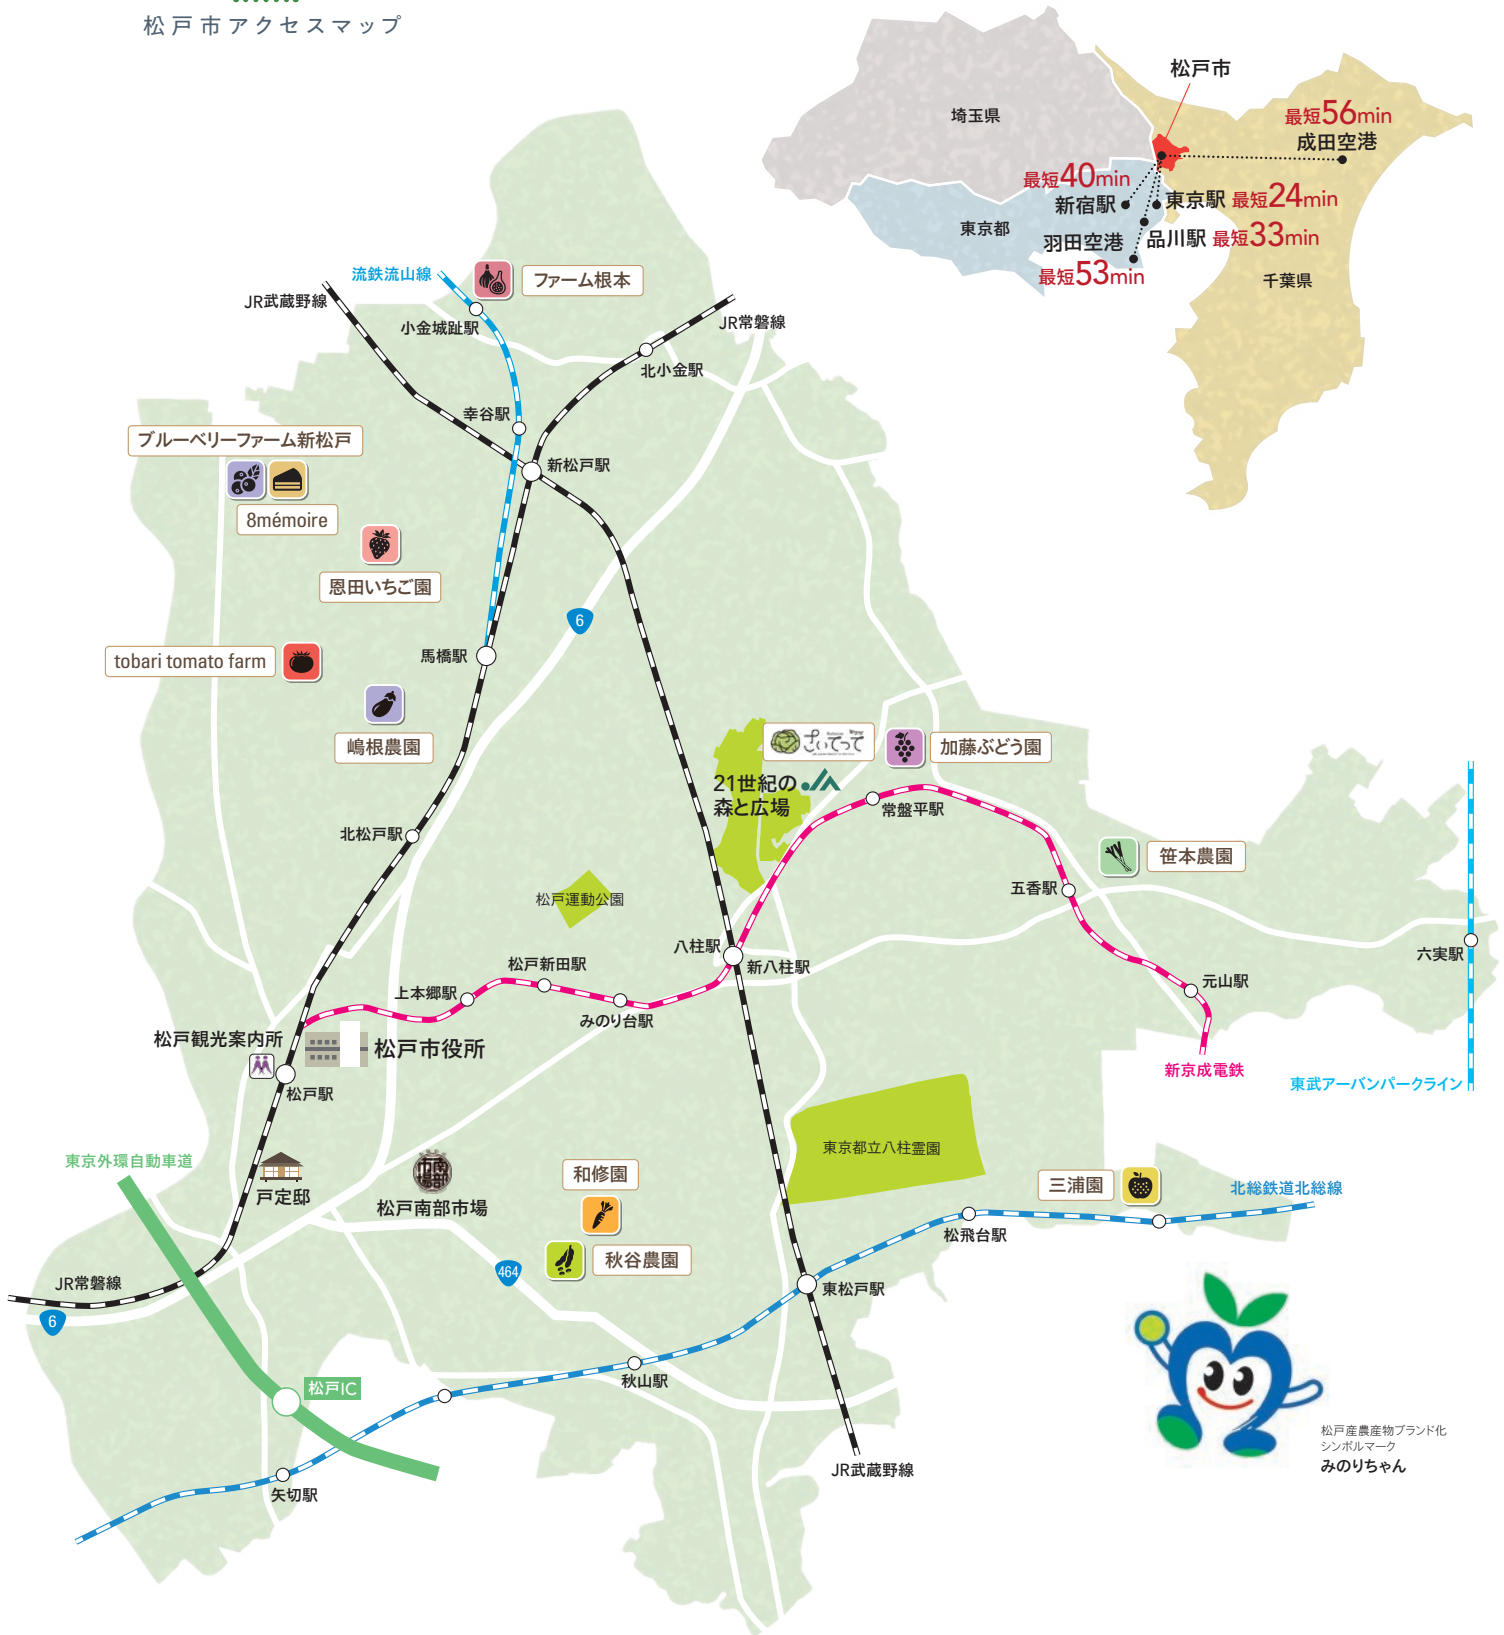 松戸市アクセスマップ
松戸市
埼玉県
最短56min
成田空港
最短40min
新宿駅
東京駅 最短24min
東京都
羽田空港
品川駅 最短33min
最短53min
千葉県
流鉄流山線
ファーム根本
JR武蔵野線
小金城趾駅
JR常磐線
北小金駅
幸谷駅
ブルーベリーファーム新松戸
新松戸駅
8mémoire
恩田いちご園
6
馬橋駅
tobari tomato farm
嶋根農園
さいてって
加藤ぶどう園
21世紀の
森と広場
常盤平駅
北松戸駅
笹本農園
五香駅
松戸運動公園
八柱駅
新八柱駅
六実駅
松戸新田駅
上本郷駅
元山駅
みのり台駅
松戸観光案内所
松戸市役所
新京成電鉄
松戸駅
東武アーバンパークライン
東京都立八柱霊園
東京外環自動車道
南部
市場
和修園
三浦園
北総鉄道北総線
戸定邸
松戸南部市場
松飛台駅
秋谷農園
464
JR常磐線
東松戸駅
6
秋山駅
松戸IC
矢切駅
JR武蔵野線
松戸産農産物ブランド化
シンボルマーク
みのりちゃん